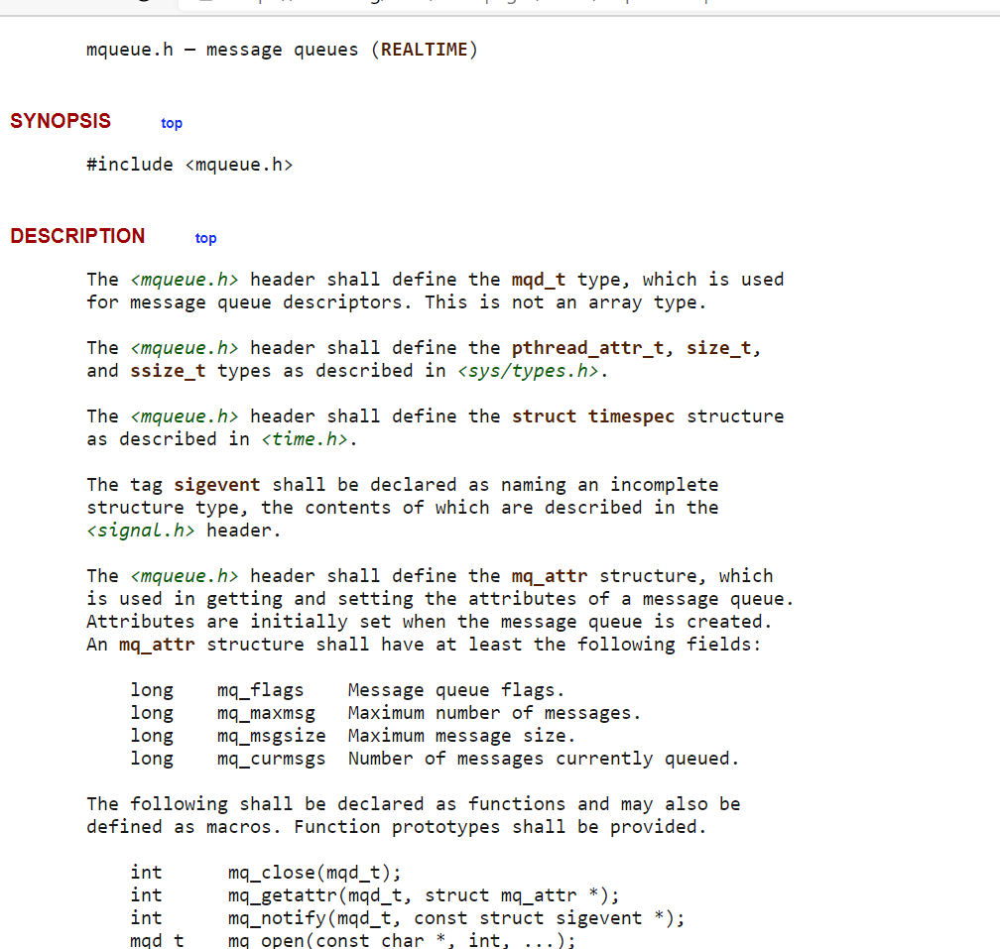 mqueue.h — message queues (REALTIME)
SYNOPSIS top
#include <mqueue.h>
DESCRIPTION top
The <mqueue.h> header shall define the mqd_t type, which is used
for message queue descriptors. This is not an array type.
The <mqueue.h> header shall define the pthread_attr_t, size_t,
and ssize_t types as described in <sys/types.h>.
The <mqueue.h> header shall define the struct timespec structure
as described in <time.h>.
The tag sigevent shall be declared as naming an incomplete
structure type, the contents of which are described in the
<signal.h> header.
The <mqueue.h> header shall define the mq_attr structure, which
is used in getting and setting the attributes of a message queue.
Attributes are initially set when the message queue is created.
An mq_attr structure shall have at least the following fields:
long mq_flags Message queue flags.
long mq_maxmsg Maximum number of messages.
long mq_msgsize Maximum message size.
long mq_curmsgs Number of messages currently queued.
The following shall be declared as functions and may also be
defined as macros. Function prototypes shall be provided.
int mq_close(mqd_t);
int mq_getattr(mqd_t, struct mq_attr *);
int mq_notify(mqd_t, const struct sigevent *);
mqd_t mq_open(const char *, int, ...);